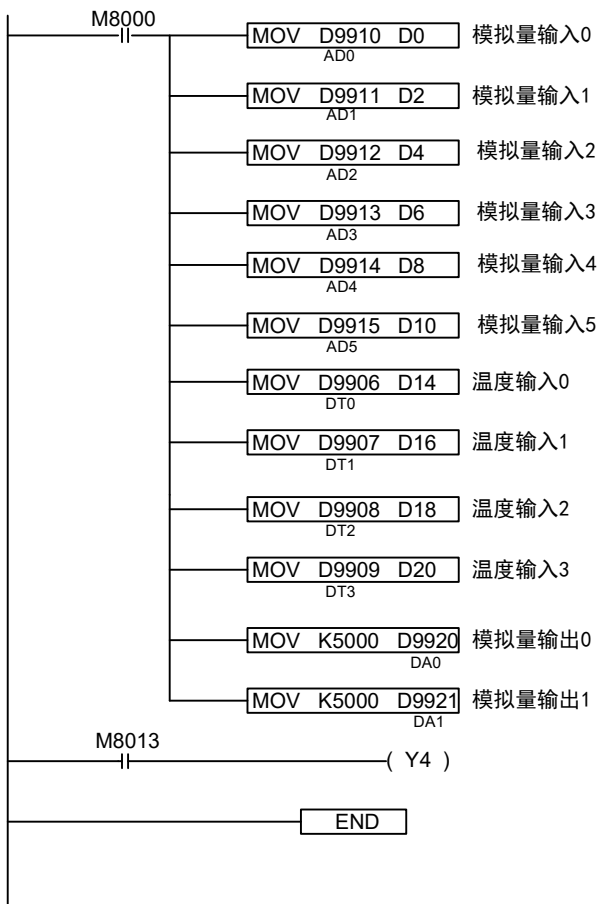 M8000
MOV D9910 D0 模拟量输入0
AD0
MOV D9911 D2 模拟量输入1
AD1
MOV D9912 D4 模拟量输入2
AD2
MOV D9913 D6 模拟量输入3
AD3
MOV D9914 D8 模拟量输入4
AD4
MOV D9915 D10 模拟量输入5
AD5
MOV D9906 D14 温度输入0
DT0
MOV D9907 D16 温度输入1
DT1
MOV D9908 D18 温度输入2
DT2
MOV D9909 D20 温度输入3
DT3
MOV K5000 D9920 模拟量输出0
DA0
MOV K5000 D9921 模拟量输出1
DA1
M8013
( Y4 )
END